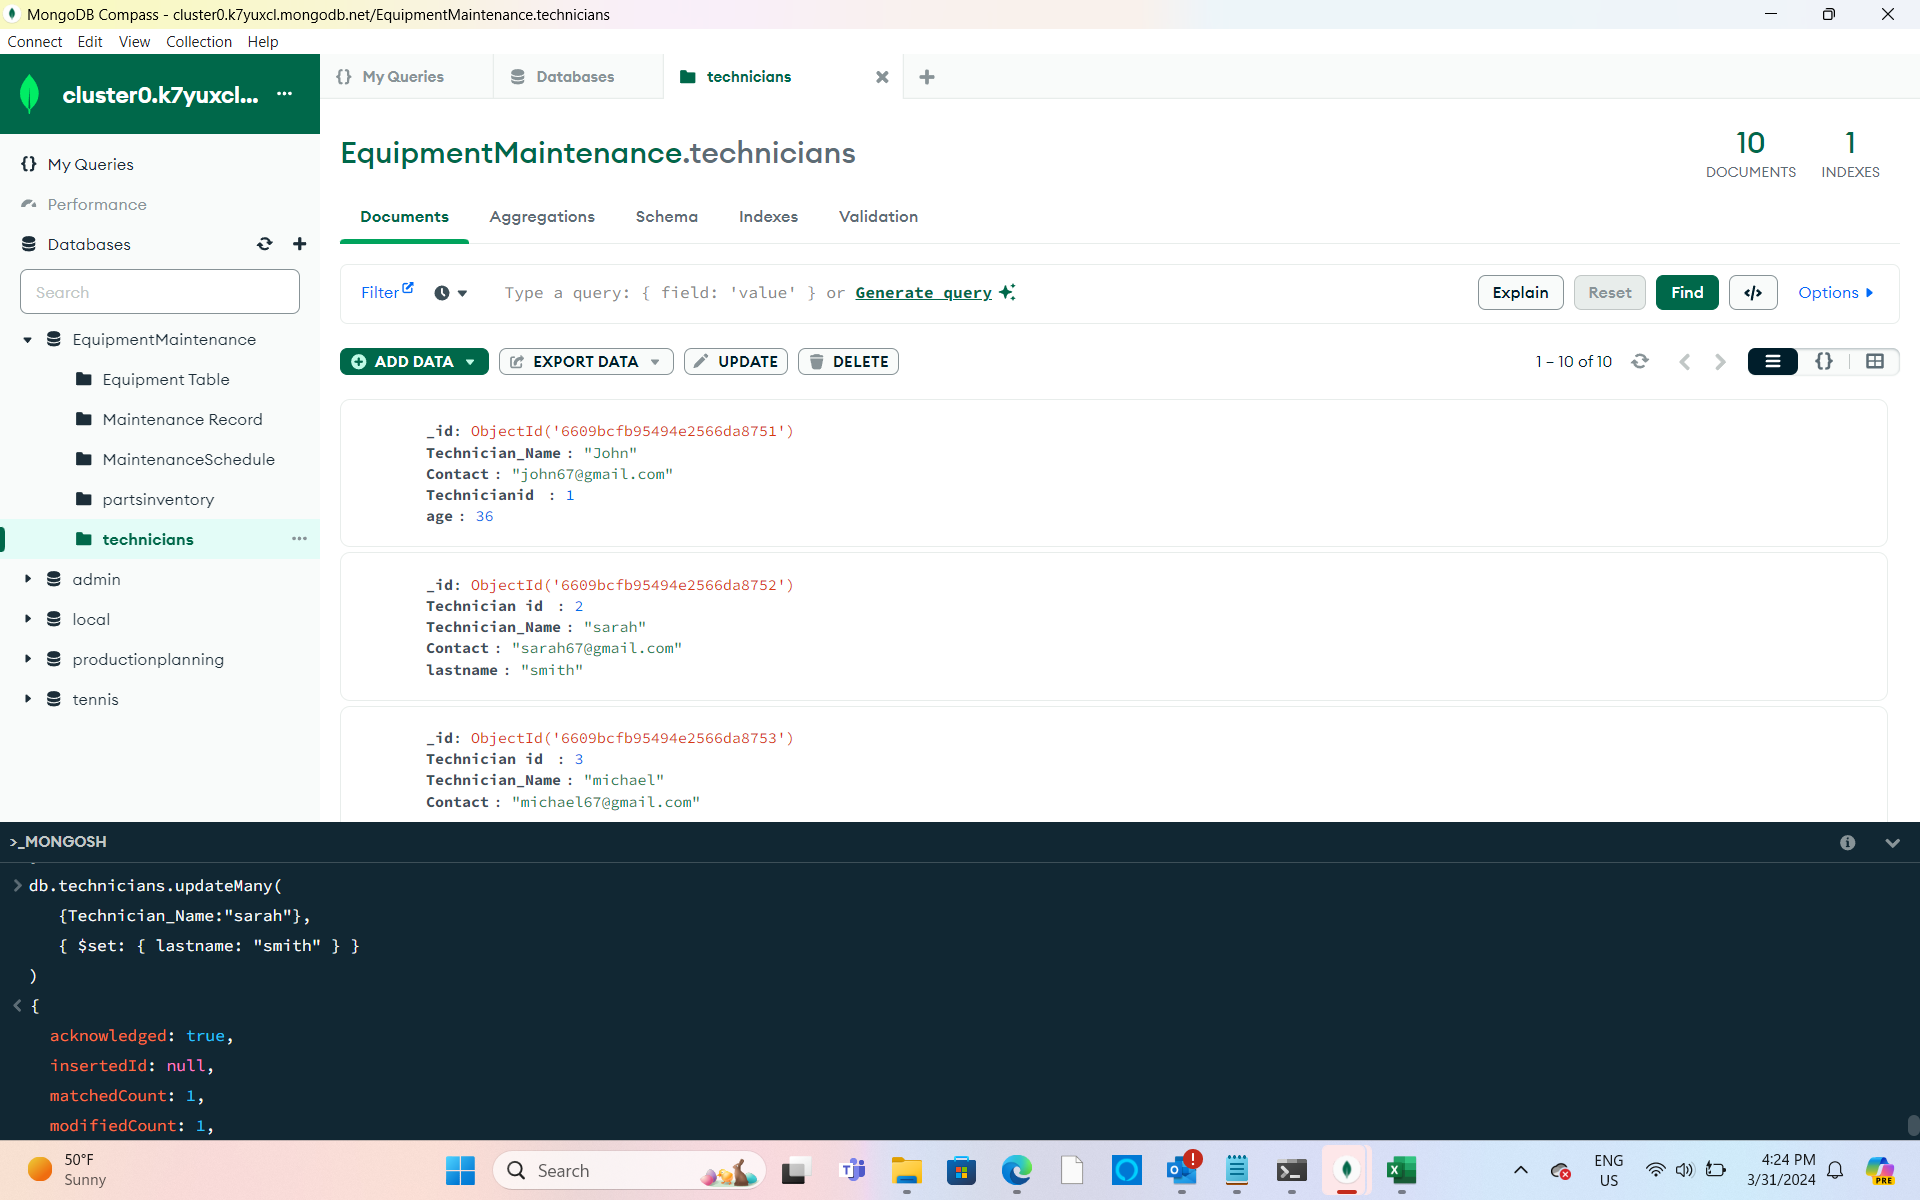 MongoDB Compass - cluster0.k7yuxcl.mongodb.net/EquipmentMaintenance.technicians
Connect Edit View Collection Help
cluster0.k7yuxcl... ...
My Queries
Performance
Databases
Search
EquipmentMaintenance
Equipment Table
Maintenance Record
MaintenanceSchedule
partsinventory
technicians ...
admin
local
productionplanning
tennis
{} My Queries
Databases
technicians
EquipmentMaintenance.technicians
10 DOCUMENTS
1 INDEXES
Documents Aggregations Schema Indexes Validation
Filter Type a query: { field: 'value' } or Generate query Explain Reset Find </> Options
ADD DATA EXPORT DATA UPDATE DELETE 1 – 10 of 10 {}
_id: ObjectId('6609bcfb95494e2566da8751')
Technician_Name : "John"
Contact : "john67@gmail.com"
Technicianid : 1
age : 36
_id: ObjectId('6609bcfb95494e2566da8752')
Technician id : 2
Technician_Name : "sarah"
Contact : "sarah67@gmail.com"
lastname : "smith"
_id: ObjectId('6609bcfb95494e2566da8753')
Technician id : 3
Technician_Name : "michael"
Contact : "michael67@gmail.com"
>_MONGOSH
> db.technicians.updateMany(
{Technician_Name:"sarah"},
{ $set: { lastname: "smith" } }
)
< {
acknowledged: true,
insertedId: null,
matchedCount: 1,
modifiedCount: 1,
50°F
Sunny
Search
ENG
US
4:24 PM
3/31/2024
PRE